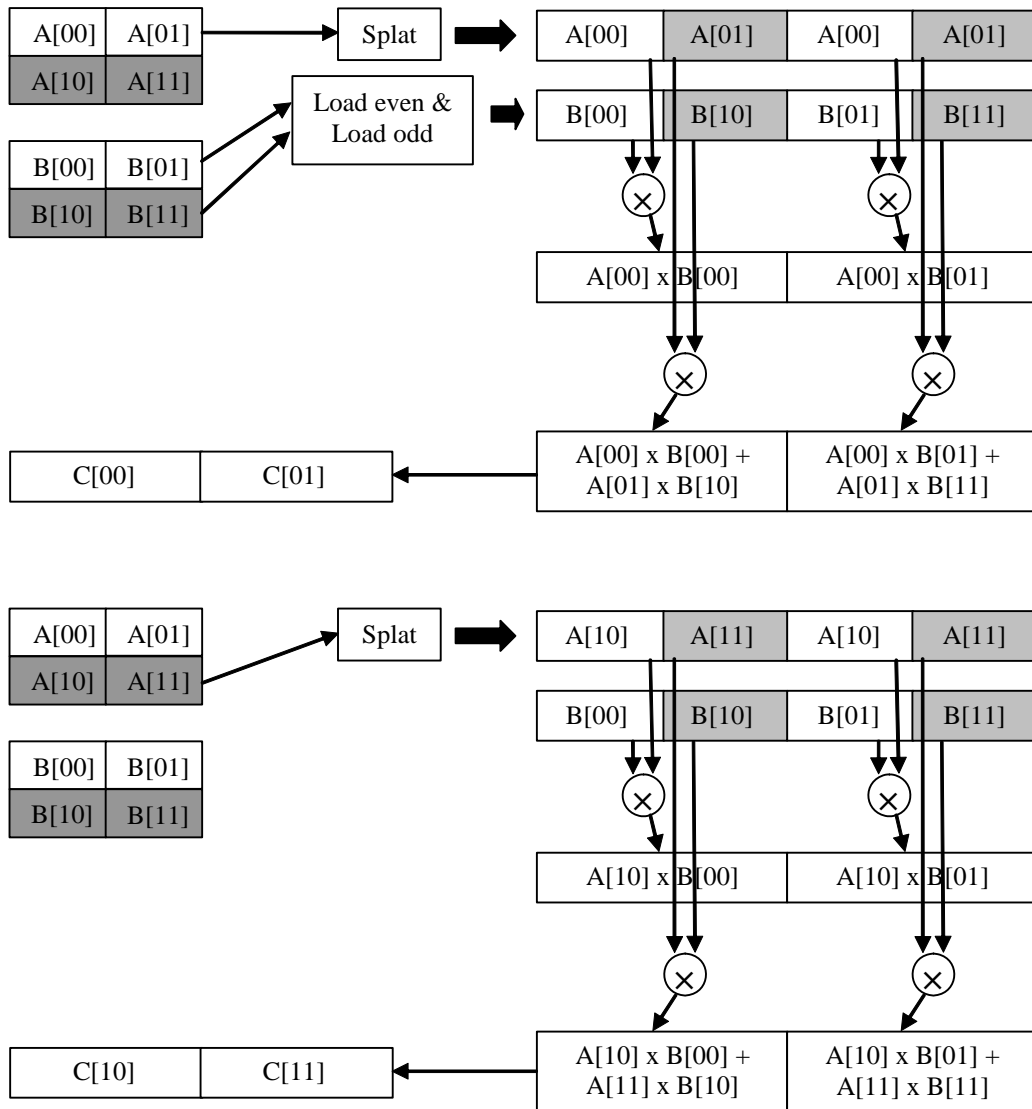 A[00] A[01] Splat A[00] A[01] A[00] A[01]
A[10] A[11]
Load even &
Load odd
B[00] B[10] B[01] B[11]
B[00] B[01]
B[10] B[11]
×
×
A[00] x B[00] A[00] x B[01]
×
×
C[00] C[01]
A[00] x B[00] +
A[01] x B[10]
A[00] x B[01] +
A[01] x B[11]
A[00] A[01] Splat A[10] A[11] A[10] A[11]
A[10] A[11]
B[00] B[10] B[01] B[11]
B[00] B[01]
B[10] B[11]
×
×
A[10] x B[00] A[10] x B[01]
×
×
C[10] C[11]
A[10] x B[00] +
A[11] x B[10]
A[10] x B[01] +
A[11] x B[11]